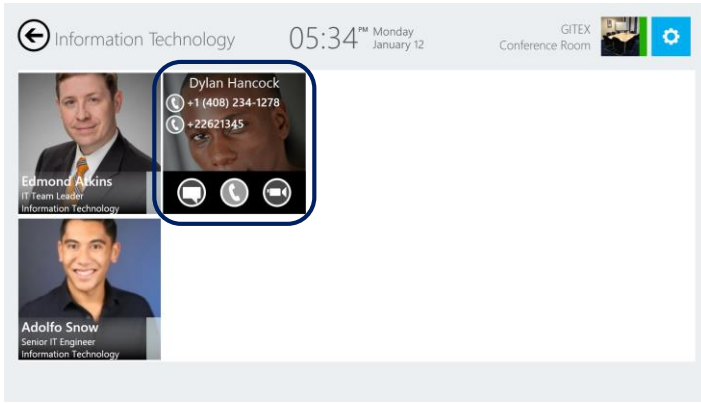 Information Technology
05:34 PM Monday
January 12
GITEX
Conference Room
Dylan Hancock
+1 (408) 234-1278
+22621345
Edmond Atkins
IT Team Leader
Information Technology
Adolfo Snow
Senior IT Engineer
Information Technology